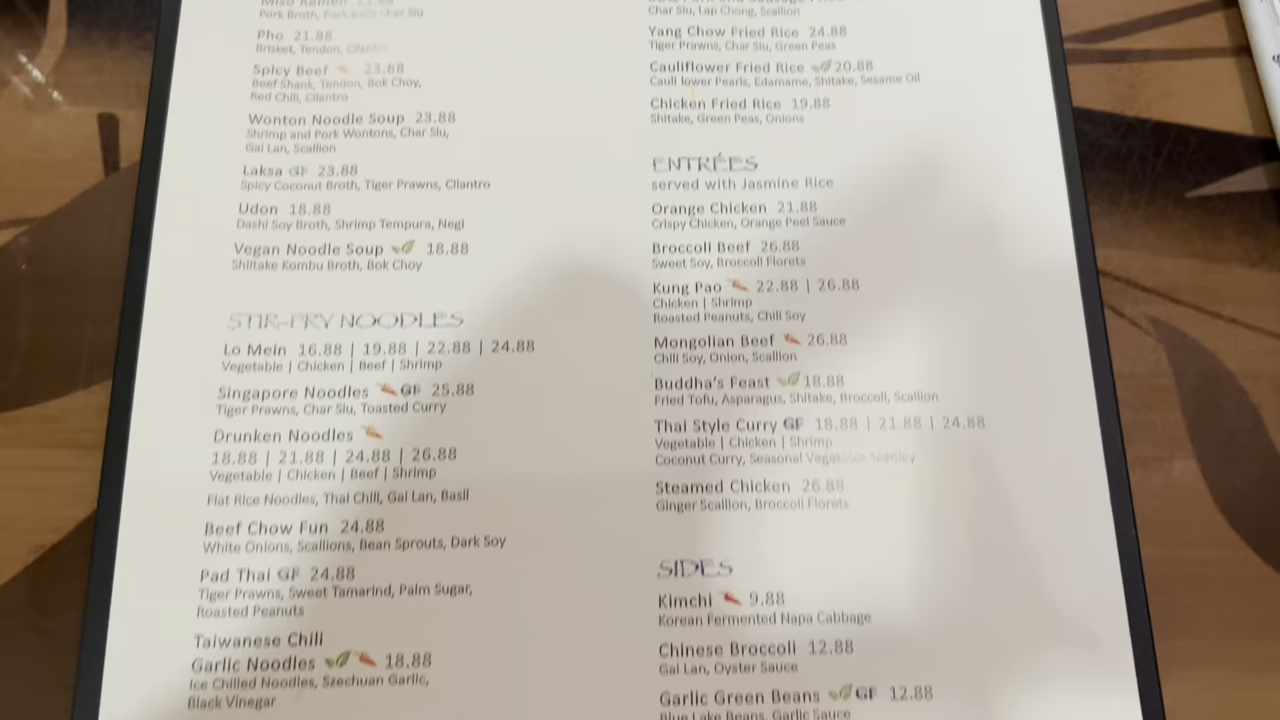 Miso Ramen 21.88
Pork Broth, Pork Belly Char Siu
Pho 21.88
Brisket, Tendon, Cilantro
Spicy Beef 23.88
Beef Shank, Tendon, Bok Choy,
Red Chili, Cilantro
Wonton Noodle Soup 23.88
Shrimp and Pork Wontons, Char Siu,
Gai Lan, Scallion
Laksa GF 23.88
Spicy Coconut Broth, Tiger Prawns, Cilantro
Udon 18.88
Dashi Soy Broth, Shrimp Tempura, Negi
Vegan Noodle Soup 18.88
Shiitake Kombu Broth, Bok Choy
STIR-FRY NOODLES
Lo Mein 16.88 | 19.88 | 22.88 | 24.88
Vegetable | Chicken | Beef | Shrimp
Singapore Noodles GF 25.88
Tiger Prawns, Char Siu, Toasted Curry
Drunken Noodles
18.88 | 21.88 | 24.88 | 26.88
Vegetable | Chicken | Beef | Shrimp
Flat Rice Noodles, Thai Chili, Gai Lan, Basil
Beef Chow Fun 24.88
White Onions, Scallions, Bean Sprouts, Dark Soy
Pad Thai GF 24.88
Tiger Prawns, Sweet Tamarind, Palm Sugar,
Roasted Peanuts
Taiwanese Chili
Garlic Noodles 18.88
Ice Chilled Noodles, Szechuan Garlic,
Black Vinegar
Char Siu, Lap Chong, Scallion
Yang Chow Fried Rice 24.88
Tiger Prawns, Char Siu, Green Peas
Cauliflower Fried Rice 20.88
Cauli lower Pearls, Edamame, Shitake, Sesame Oil
Chicken Fried Rice 19.88
Shitake, Green Peas, Onions
ENTRÉES
served with Jasmine Rice
Orange Chicken 21.88
Crispy Chicken, Orange Peel Sauce
Broccoli Beef 26.88
Sweet Soy, Broccoli Florets
Kung Pao 22.88 | 26.88
Chicken | Shrimp
Roasted Peanuts, Chili Soy
Mongolian Beef 26.88
Chili Soy, Onion, Scallion
Buddha's Feast 18.88
Fried Tofu, Asparagus, Shitake, Broccoli, Scallion
Thai Style Curry GF 18.88 | 21.88 | 24.88
Vegetable | Chicken | Shrimp
Coconut Curry, Seasonal Vegetable Medley
Steamed Chicken 26.88
Ginger Scallion, Broccoli Florets
SIDES
Kimchi 9.88
Korean Fermented Napa Cabbage
Chinese Broccoli 12.88
Gai Lan, Oyster Sauce
Garlic Green Beans GF 12.88
Blue Lake Beans, Garlic Sauce